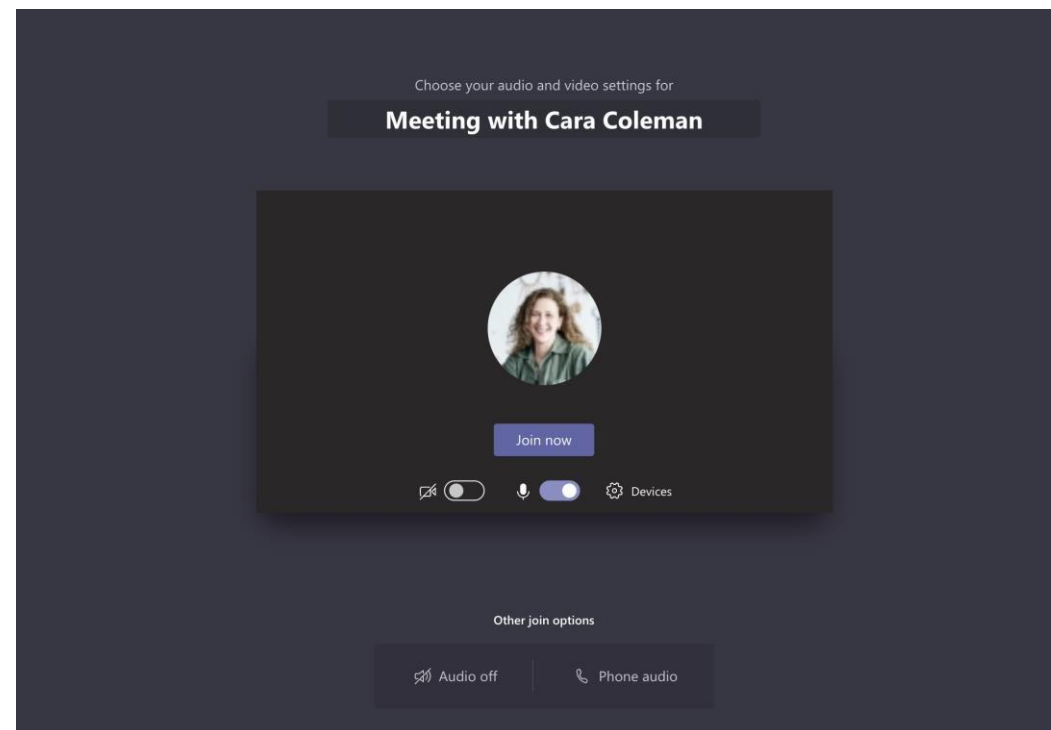 Choose your audio and video settings for
Meeting with Cara Coleman
Join now
Devices
Other join options
Audio off
Phone audio